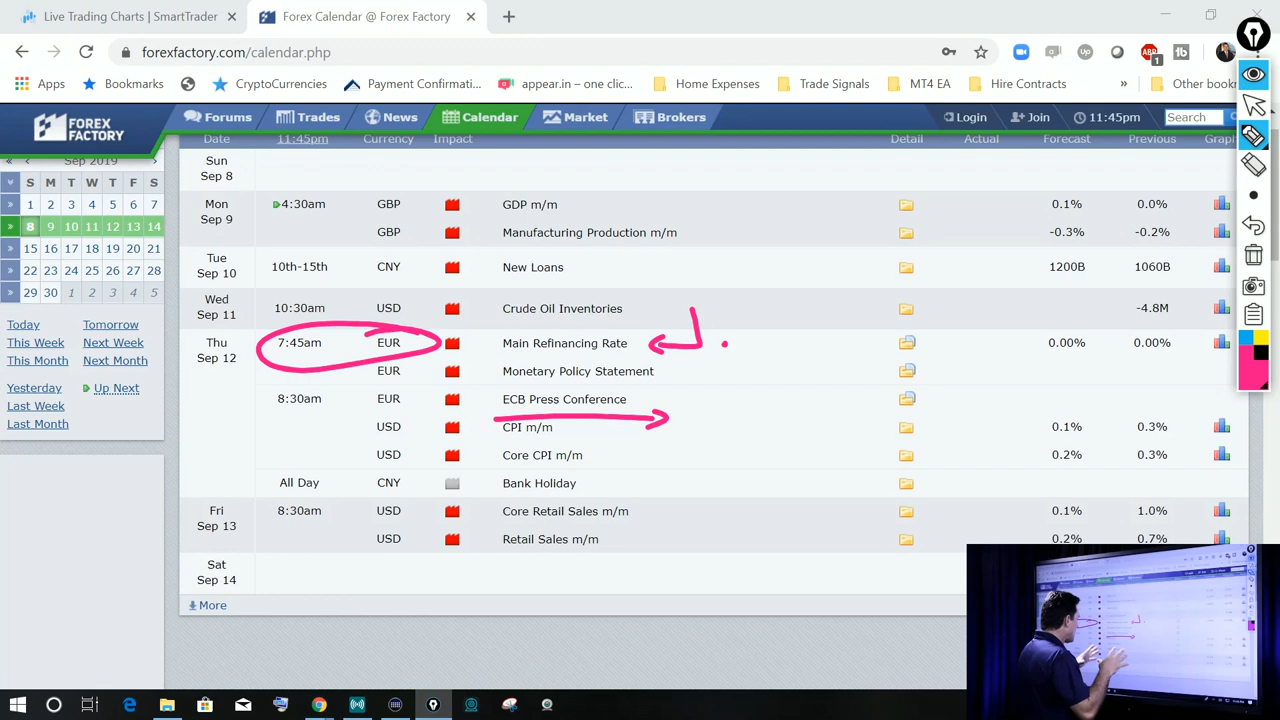 Live Trading Charts | SmartTrader
Forex Calendar @ Forex Factory
forexfactory.com/calendar.php
ABP
1
tb
Apps
Bookmarks
CryptoCurrencies
Payment Confirmati...
appear.in – one clic...
Home Expenses
Trade Signals
MT4 EA
Hire Contracts
»
Other bookm
FOREX FACTORY
Forums
Trades
News
Calendar
Market
Brokers
Login
Join
11:45pm
Search
« ‹ Sep 2019 ›
S M T W T F S
» 1 2 3 4 5 6 7
» 8 9 10 11 12 13 14
» 15 16 17 18 19 20 21
» 22 23 24 25 26 27 28
» 29 30 1 2 3 4 5
Today Tomorrow
This Week Next Week
This Month Next Month
Yesterday Up Next
Last Week
Last Month
Date 11:45pm Currency Impact Detail Actual Forecast Previous Graph
Sun
Sep 8
Mon
Sep 9
4:30am GBP GDP m/m 0.1% 0.0%
GBP Manufacturing Production m/m -0.3% -0.2%
Tue
Sep 10
10th-15th CNY New Loans 1200B 1060B
Wed
Sep 11
10:30am USD Crude Oil Inventories -4.8M
Thu
Sep 12
7:45am EUR Main Refinancing Rate 0.00% 0.00%
EUR Monetary Policy Statement
8:30am EUR ECB Press Conference
USD CPI m/m 0.1% 0.3%
USD Core CPI m/m 0.2% 0.3%
All Day CNY Bank Holiday
Fri
Sep 13
8:30am USD Core Retail Sales m/m 0.1% 1.0%
USD Retail Sales m/m 0.2% 0.7%
Sat
Sep 14
More